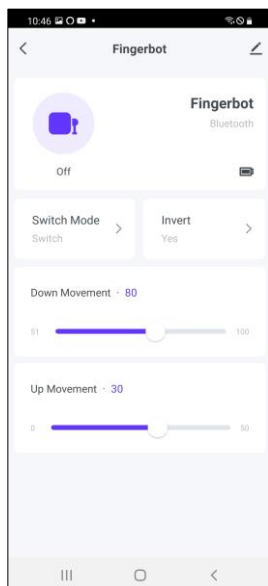 10:46
Fingerbot
Fingerbot
Bluetooth
Off
Switch Mode
Switch
Invert
Yes
Down Movement · 80
51 100
Up Movement · 30
0 50